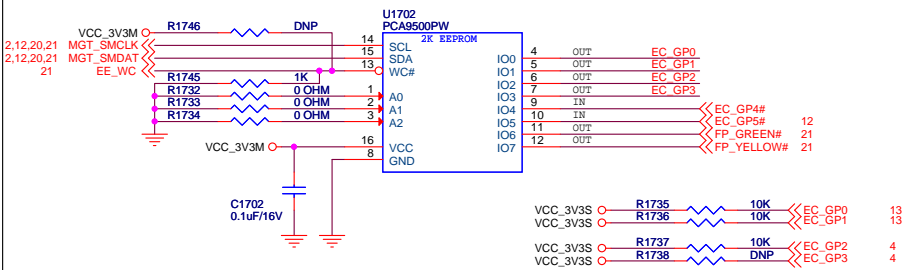 U1702
PCA9500PW
2K EEPROM
VCC_3V3M R1746 DNP
2,12,20,21 MGT_SMCLK 14 SCL
2,12,20,21 MGT_SMDAT 15 SDA
21 EE_WC 13 WC#
R1745 1K
R1732 0 OHM 1 A0
R1733 0 OHM 2 A1
R1734 0 OHM 3 A2
VCC_3V3M 16 VCC
8 GND
IO0 4 OUT EC_GP0
IO1 5 OUT EC_GP1
IO2 6 OUT EC_GP2
IO3 7 OUT EC_GP3
IO4 9 IN EC_GP4#
IO5 10 IN EC_GP5# 12
IO6 11 OUT FP_GREEN# 21
IO7 12 OUT FP_YELLOW# 21
C1702
0.1uF/16V
VCC_3V3S R1735 10K EC_GP0 13
VCC_3V3S R1736 10K EC_GP1 13
VCC_3V3S R1737 10K EC_GP2 4
VCC_3V3S R1738 DNP EC_GP3 4